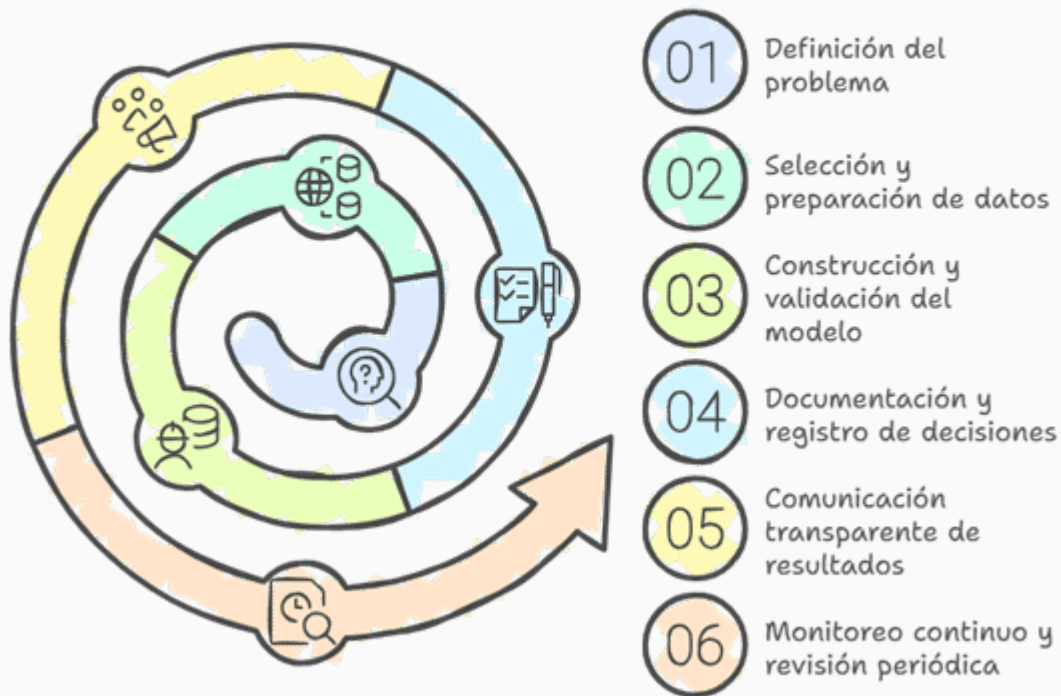 01
Definición del
problema
02
Selección y
preparación de datos
03
Construcción y
validación del
modelo
04
Documentación y
registro de decisiones
05
Comunicación
transparente de
resultados
06
Monitoreo continuo y
revisión periódica
?